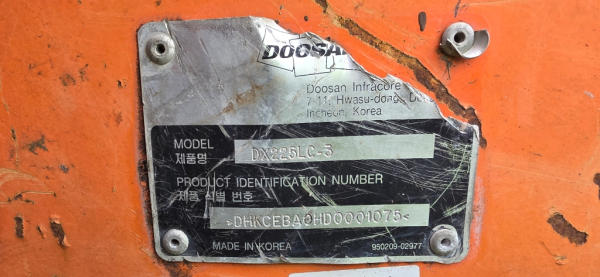 DOOSAN
Doosan Infracore
7-11, Hwasu-dong,
Incheon, Korea
MODEL
제품명
DX225LC-3
PRODUCT IDENTIFICATION NUMBER
제품 식별 번호
>DHKCEBAOHD0001075<
MADE IN KOREA
950209-02977